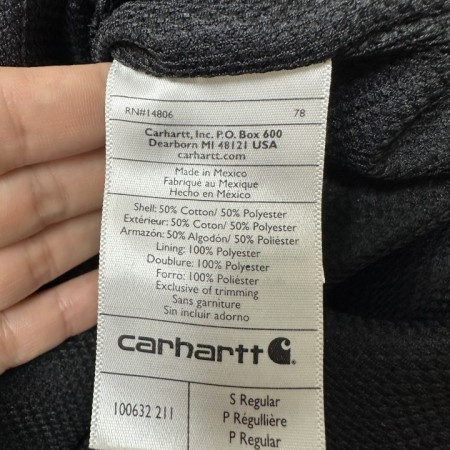 RN#14806 78
Carhartt, Inc. P.O. Box 600
Dearborn MI 48121 USA
carhartt.com
Made in Mexico
Fabriqué au Mexique
Hecho en México
Shell: 50% Cotton/ 50% Polyester
Extérieur: 50% Coton/ 50% Polyester
Armazón: 50% Algodón/ 50% Poliéster
Lining: 100% Polyester
Doublure: 100% Polyester
Forro: 100% Poliéster
Exclusive of trimming
Sans garniture
Sin incluir adorno
carhartt
100632 211
S Regular
P Régullière
P Regular